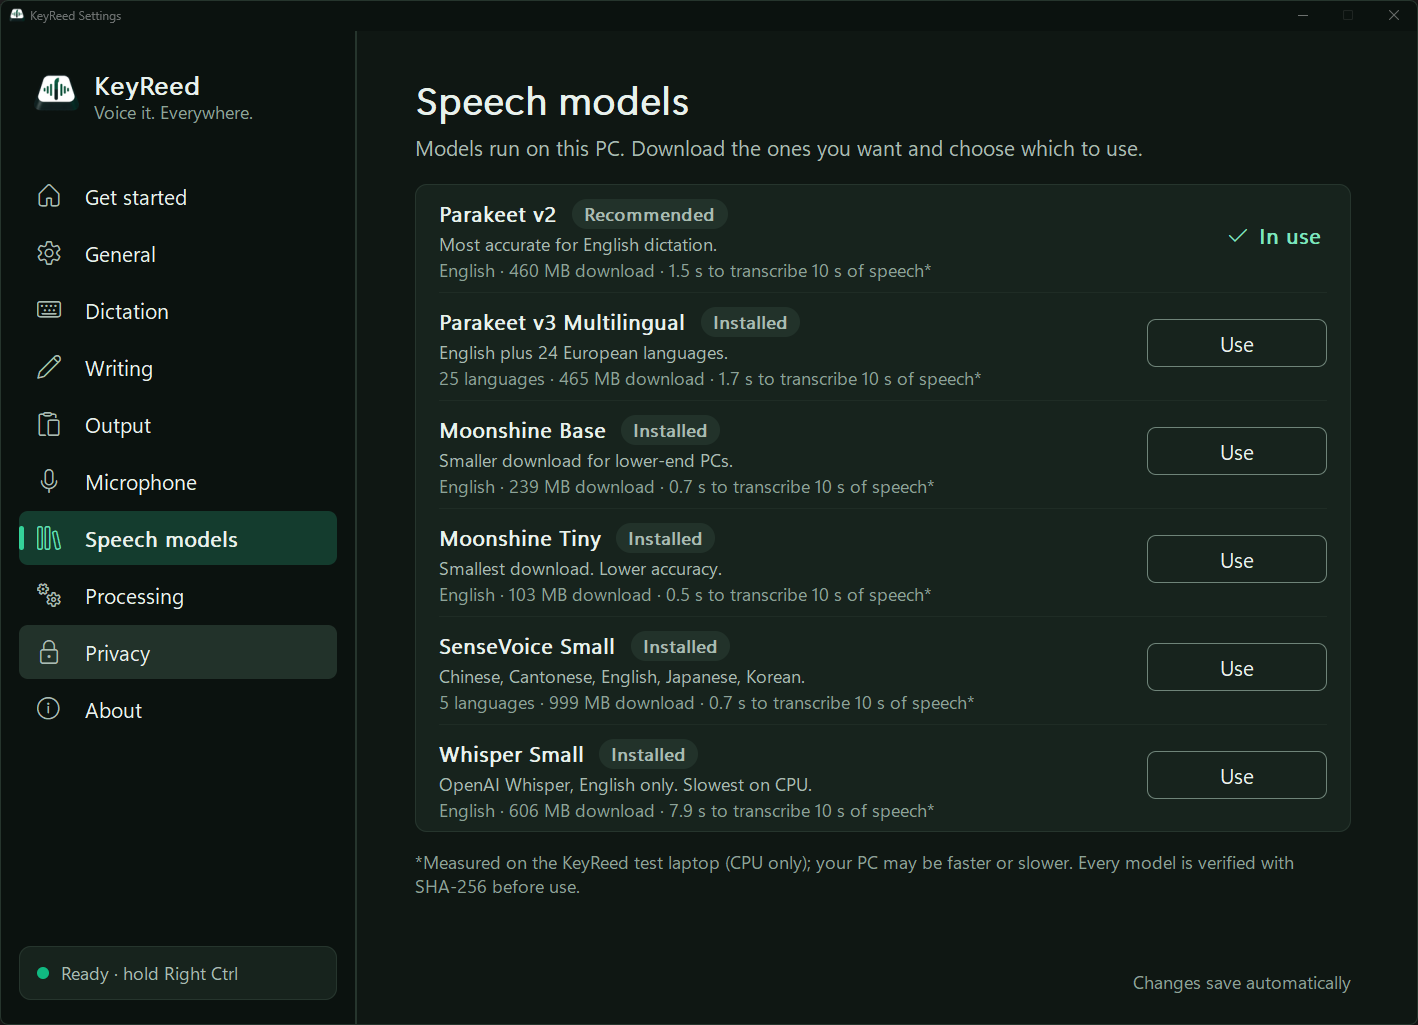 KeyReed Settings
KeyReed
Voice it. Everywhere.
Get started
General
Dictation
Writing
Output
Microphone
Speech models
Processing
Privacy
About
Ready · hold Right Ctrl
Speech models
Models run on this PC. Download the ones you want and choose which to use.
Parakeet v2 Recommended
Most accurate for English dictation.
English · 460 MB download · 1.5 s to transcribe 10 s of speech*
In use
Parakeet v3 Multilingual Installed
English plus 24 European languages.
25 languages · 465 MB download · 1.7 s to transcribe 10 s of speech*
Use
Moonshine Base Installed
Smaller download for lower-end PCs.
English · 239 MB download · 0.7 s to transcribe 10 s of speech*
Use
Moonshine Tiny Installed
Smallest download. Lower accuracy.
English · 103 MB download · 0.5 s to transcribe 10 s of speech*
Use
SenseVoice Small Installed
Chinese, Cantonese, English, Japanese, Korean.
5 languages · 999 MB download · 0.7 s to transcribe 10 s of speech*
Use
Whisper Small Installed
OpenAI Whisper, English only. Slowest on CPU.
English · 606 MB download · 7.9 s to transcribe 10 s of speech*
Use
*Measured on the KeyReed test laptop (CPU only); your PC may be faster or slower. Every model is verified with
SHA-256 before use.
Changes save automatically